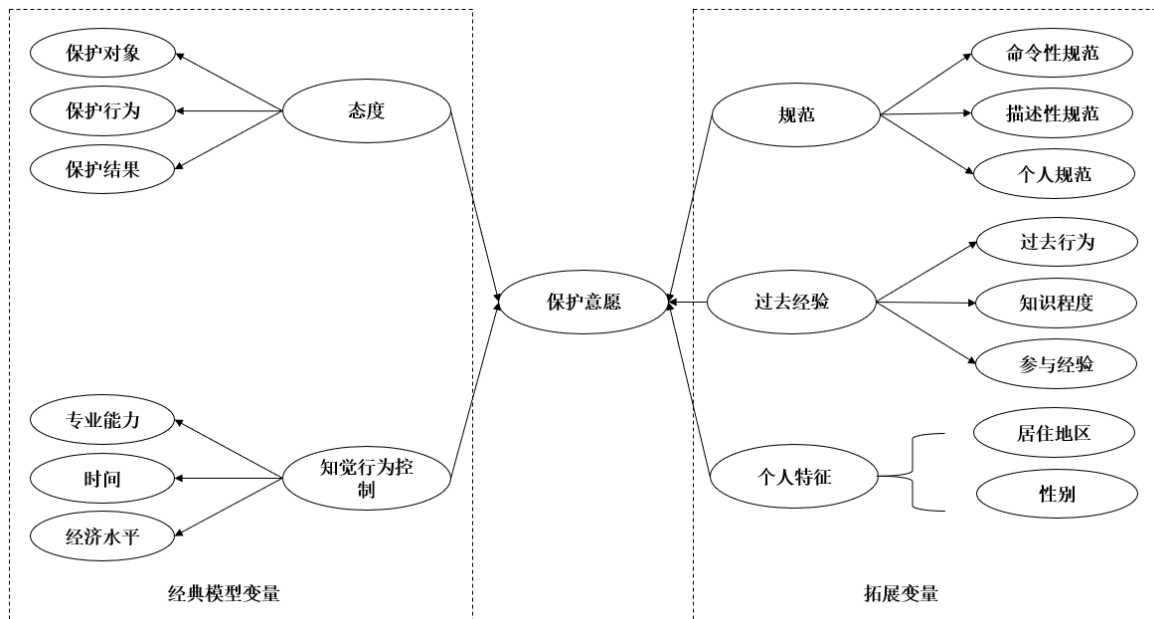 保护对象
保护行为
保护结果
态度
专业能力
时间
经济水平
知觉行为控
制
经典模型变量
保护意愿
规范
命令性规范
描述性规范
个人规范
过去经验
过去行为
知识程度
参与经验
个人特征
居住地区
性别
拓展变量